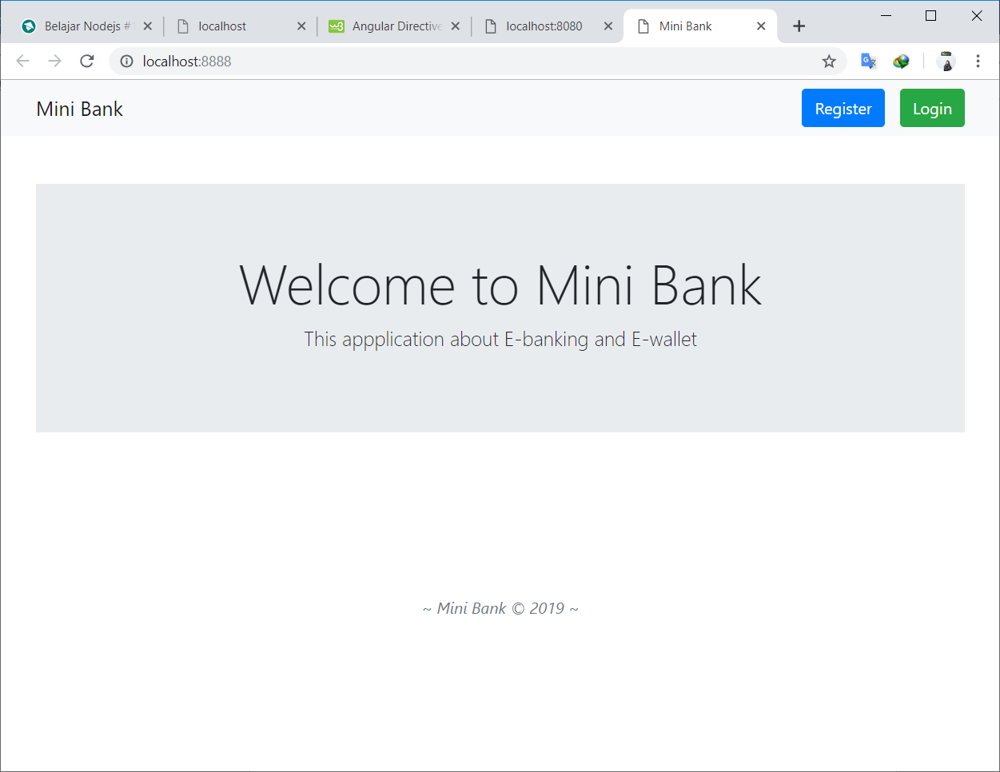 Belajar Nodejs #
localhost
Angular Directive
localhost:8080
Mini Bank
localhost:8888
Mini Bank
Register
Login
Welcome to Mini Bank
This appplication about E-banking and E-wallet
~ Mini Bank © 2019 ~